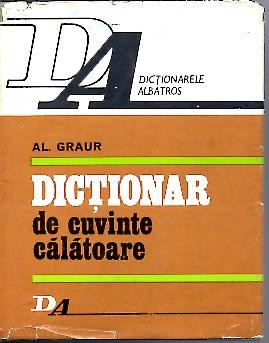 DA
DICȚIONARELE
ALBATROS
AL. GRAUR
DICȚIONAR
de cuvinte
călătoare
DA